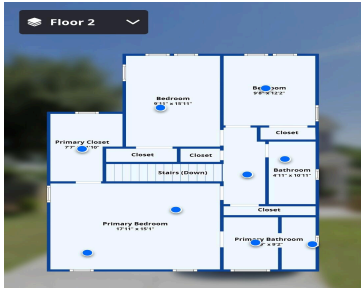 Floor 2
Bedroom
9'11" x 15'11"
Closet
Primary Closet
Closet
Closet
Stairs (Down)
Bathroom
4'11" x 10'11"
Closet
Primary Bedroom
17'11" x 15'1"
Primary Bathroom